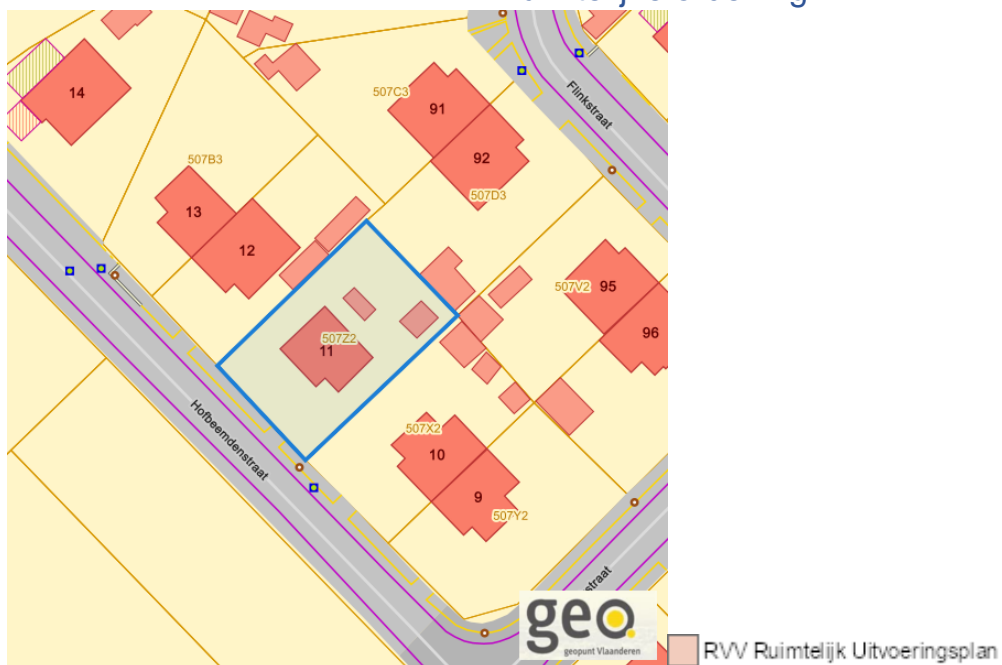 14
507C3
91
Flinkstraat
507B3
92
507D3
13
12
507V2
95
507Z2
11
96
Hofbeemdenstraat
507X2
10
9
507Y2
straat
geo.
geopunt Vlaanderen
RVV Ruimtelijk Uitvoeringsplan